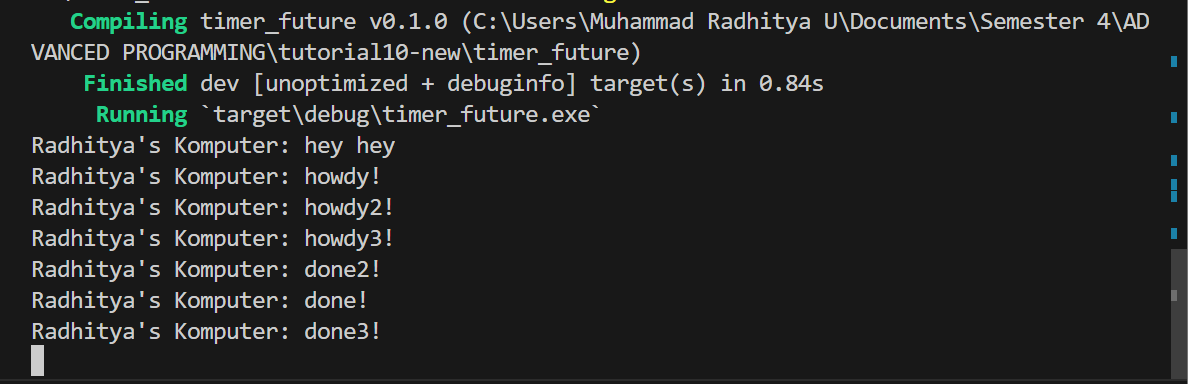 Compiling timer_future v0.1.0 (C:\Users\Muhammad Radhitya U\Documents\Semester 4\AD
VANCED PROGRAMMING\tutorial10-new\timer_future)
Finished dev [unoptimized + debuginfo] target(s) in 0.84s
Running `target\debug\timer_future.exe`
Radhitya's Komputer: hey hey
Radhitya's Komputer: howdy!
Radhitya's Komputer: howdy2!
Radhitya's Komputer: howdy3!
Radhitya's Komputer: done2!
Radhitya's Komputer: done!
Radhitya's Komputer: done3!